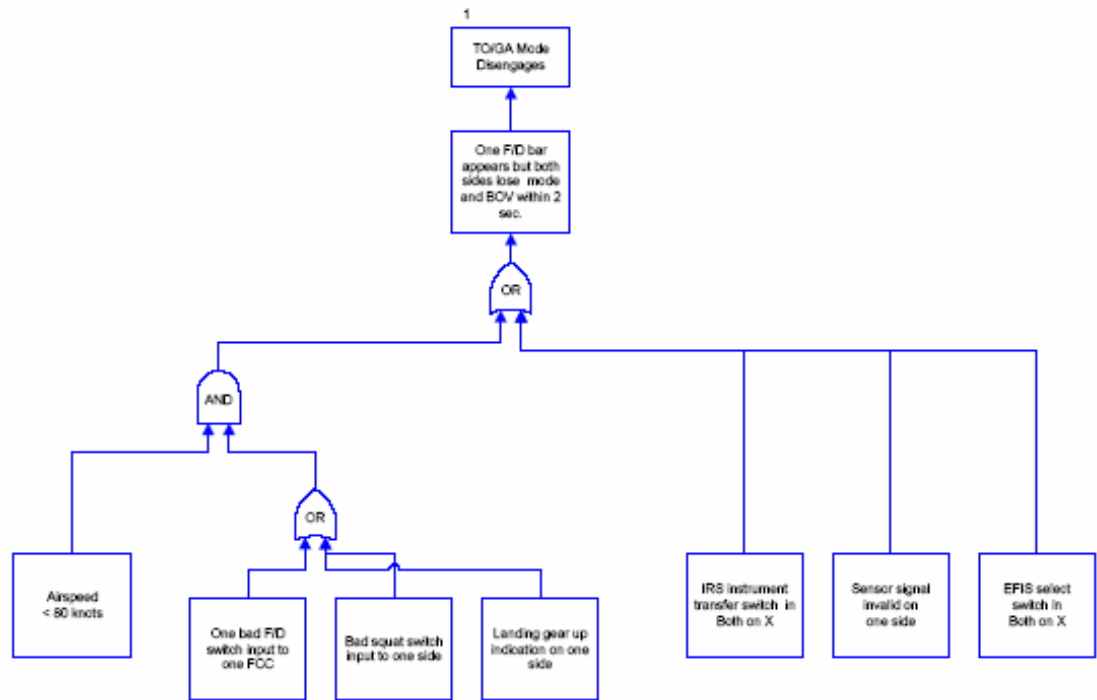 1
TO/GA Mode
Disengages
One F/D bar
appears but both
sides lose mode
and BOV within 2
sec.
OR
AND
OR
Airspeed
< 80 knots
One bad F/D
switch input to
one FCC
Bad squat switch
input to one side
Landing gear up
indication on one
side
IRS instrument
transfer switch in
Both on X
Sensor signal
invalid on
one side
EFIS select
switch in
Both on X